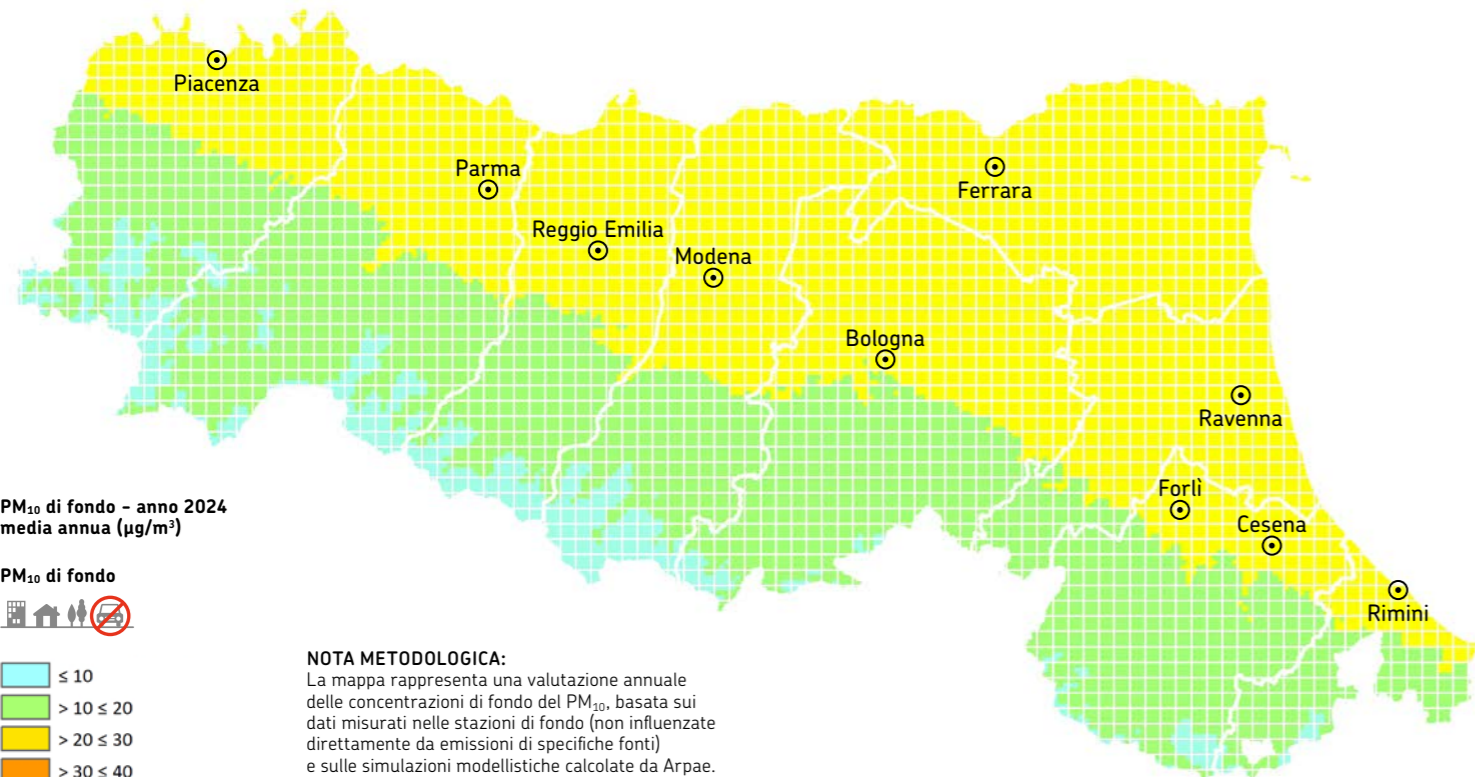 Piacenza
Parma
Ferrara
Reggio Emilia
Modena
Bologna
Ravenna
Forlì
Cesena
Rimini
PM₁₀ di fondo - anno 2024
media annua (µg/m³)
PM₁₀ di fondo
≤ 10
> 10 ≤ 20
> 20 ≤ 30
> 30 ≤ 40
NOTA METODOLOGICA:
La mappa rappresenta una valutazione annuale
delle concentrazioni di fondo del PM₁₀, basata sui
dati misurati nelle stazioni di fondo (non influenzate
direttamente da emissioni di specifiche fonti)
e sulle simulazioni modellistiche calcolate da Arpae.